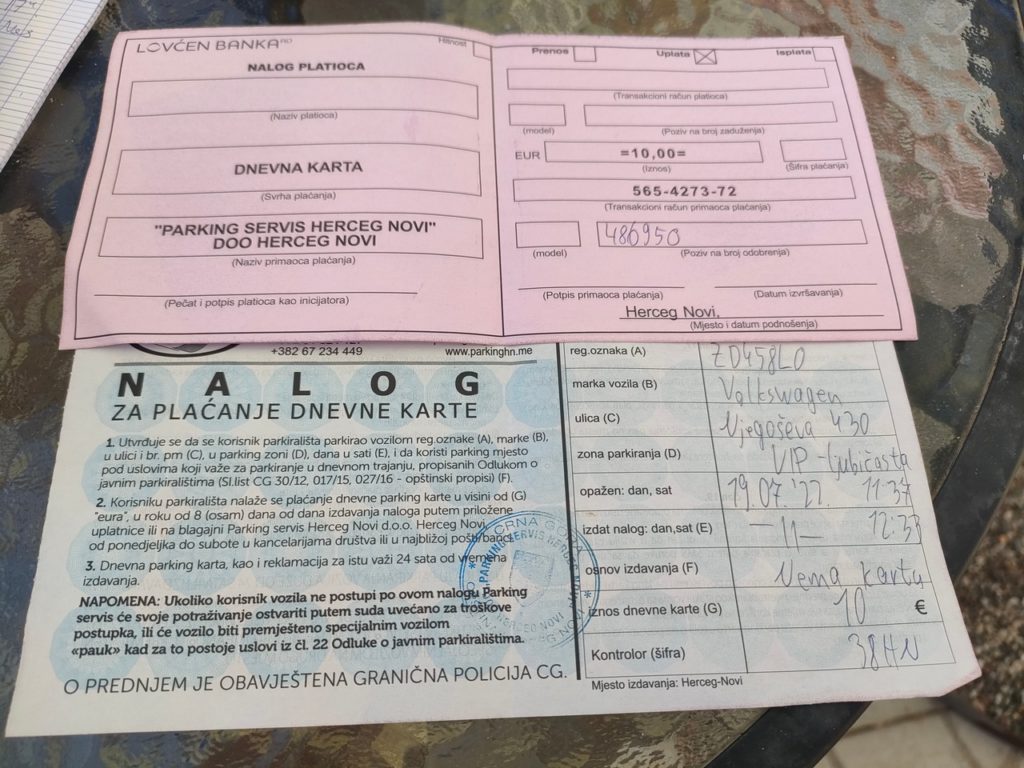 LOVČEN BANKA AD
Hitnost
NALOG PLATIOCA
(Naziv platioca)
DNEVNA KARTA
(Svrha plaćanja)
"PARKING SERVIS HERCEG NOVI"
DOO HERCEG NOVI
(Naziv primaoca plaćanja)
(Pečat i potpis platioca kao inicijatora)
Prenos
Uplata
Isplata
(Transakcioni račun platioca)
(model)
(Poziv na broj zaduženja)
EUR =10,00=
(Iznos)
(Šifra plaćanja)
565-4273-72
(Transakcioni račun primaoca plaćanja)
486950
(model)
(Poziv na broj odobrenja)
(Potpis primaoca plaćanja)
(Datum izvršavanja)
Herceg Novi,
(Mjesto i datum podnošenja)
+382 67 234 449
www.parkinghn.me
NALOG
ZA PLAĆANJE DNEVNE KARTE
1. Utvrđuje se da se korisnik parkirališta parkirao vozilom reg.oznake (A), marke (B),
u ulici i br. pm (C), u parking zoni (D), dana u sati (E), i da koristi parking mjesto
pod uslovima koji važe za parkiranje u dnevnom trajanju, propisanih Odlukom o
javnim parkiralištima (Sl.list CG 30/12, 017/15, 027/16 - opštinski propisi) (F).
2. Korisniku parkirališta nalaže se plaćanje dnevne parking karte u visini od (G)
"eura", u roku od 8 (osam) dana od dana izdavanja naloga putem priložene
uplatnice ili na blagajni Parking servis Herceg Novi d.o.o. Herceg Novi
od ponedjeljka do subote u kancelarijama društva ili u najbližoj pošti/banci.
3. Dnevna parking karta, kao i reklamacija za istu važi 24 sata od vremena
izdavanja.
NAPOMENA: Ukoliko korisnik vozila ne postupi po ovom nalogu Parking
servis će svoje potraživanje ostvariti putem suda uvećano za troškove
postupka, ili će vozilo biti premješteno specijalnim vozilom
«pauk» kad za to postoje uslovi iz čl. 22 Odluke o javnim parkiralištima.
O PREDNJEM JE OBAVJEŠTENA GRANIČNA POLICIJA CG.
reg.oznaka (A) ZD458LO
marka vozila (B) Volkswagen
ulica (C) Njegoševa 430
zona parkiranja (D) VIP - ljubičasta
opažen: dan, sat 19.07.'22 11:37
izdat nalog: dan,sat (E) —||— 12:33
osnov izdavanja (F) Nema kartu
iznos dnevne karte (G) 10 €
Kontrolor (šifra) 38HN
Mjesto izdavanja: Herceg-Novi